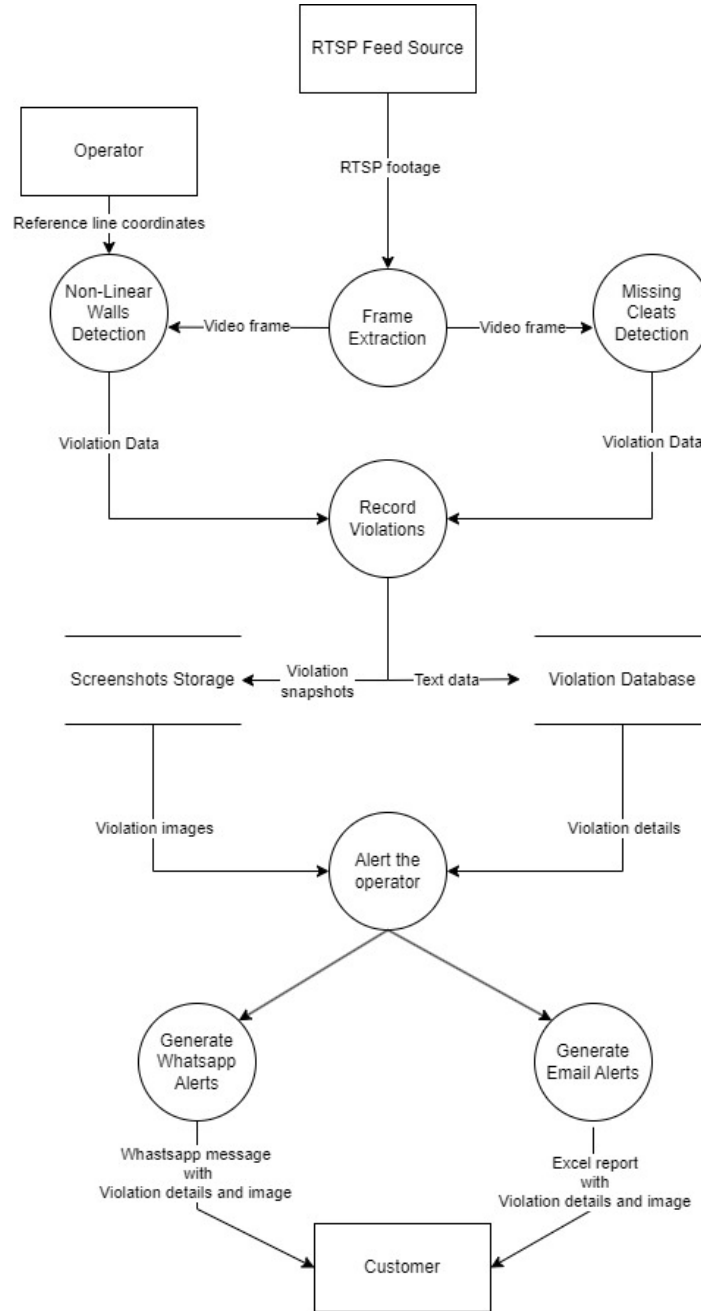 RTSP Feed Source
Operator
RTSP footage
Reference line coordinates
Non-Linear
Walls
Detection
Video frame
Frame
Extraction
Video frame
Missing
Cleats
Detection
Violation Data
Violation Data
Record
Violations
Screenshots Storage
Violation
snapshots
Text data
Violation Database
Violation images
Violation details
Alert the
operator
Generate
Whatsapp
Alerts
Generate
Email Alerts
Whastsapp message
with
Violation details and image
Excel report
with
Violation details and image
Customer